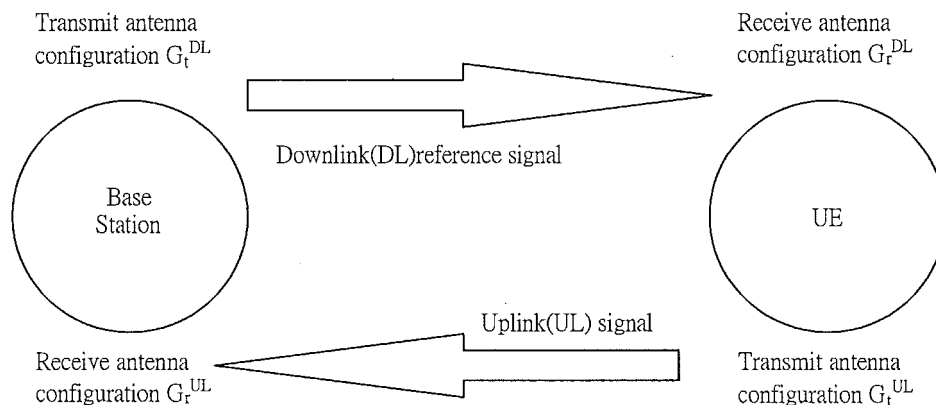 Transmit antenna
configuration G_t^DL
Receive antenna
configuration G_r^DL
Downlink(DL)reference signal
Base
Station
UE
Uplink(UL) signal
Receive antenna
configuration G_r^UL
Transmit antenna
configuration G_t^UL